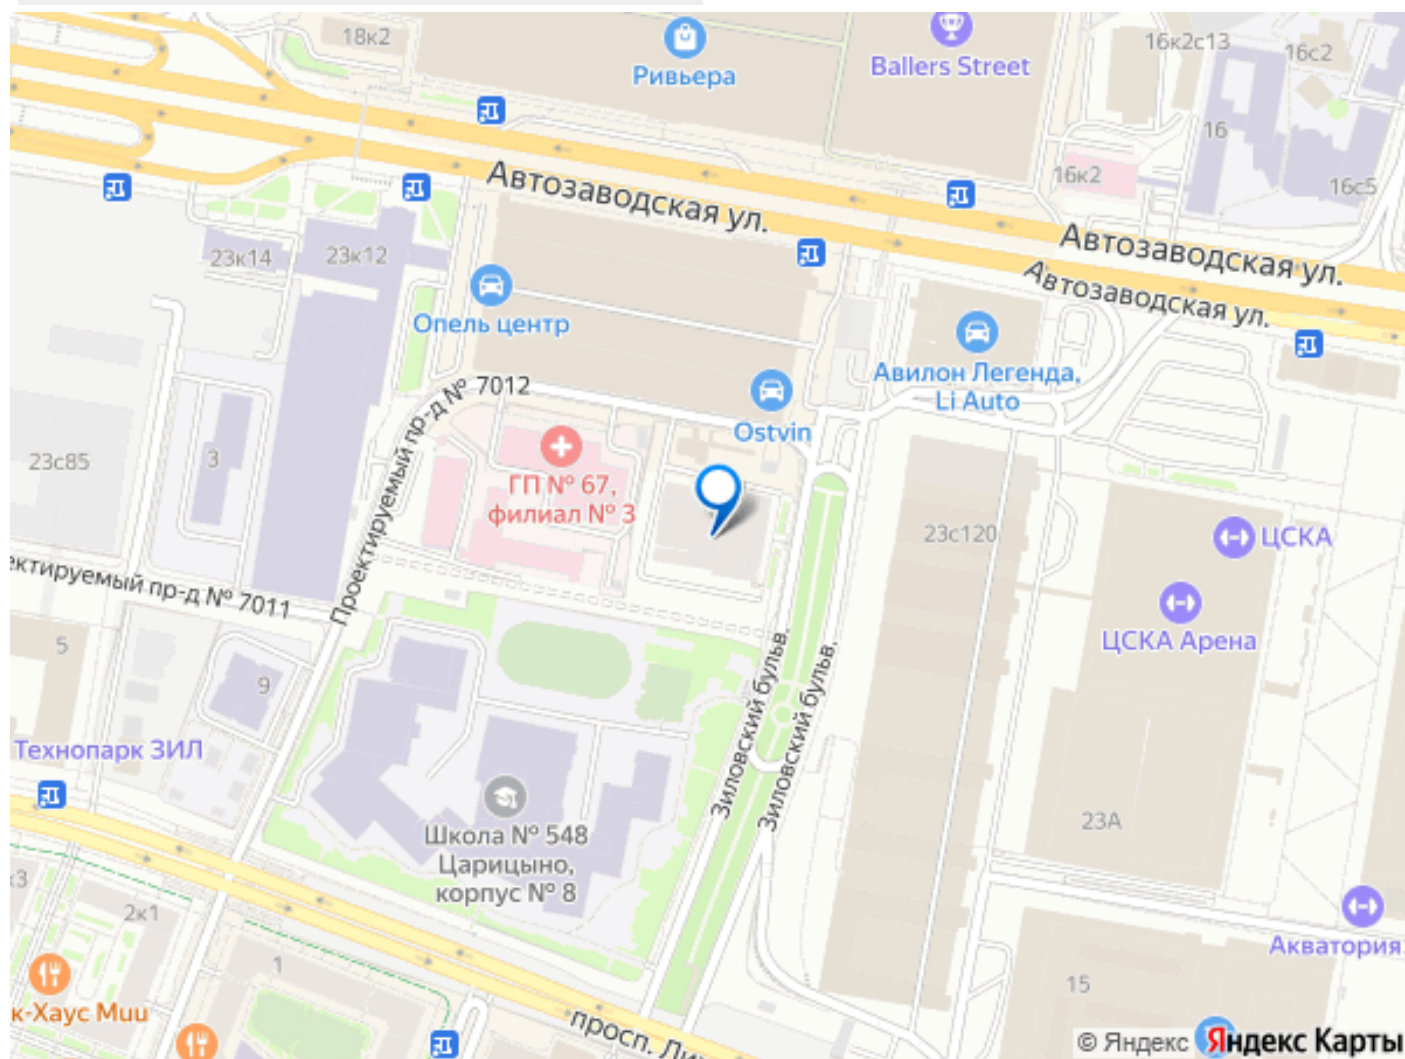 18к2
Ривьера
Ballers Street
16к2с13
16с2
16
16к2
16с5
Автозаводская ул.
Автозаводская ул.
Автозаводская ул.
23к14
23к12
Опель центр
Авилон Легенда,
Li Auto
Ostvin
Проектируемый пр-д № 7012
23с85
3
ГП № 67,
филиал № 3
23с120
ЦСКА
ЦСКА Арена
ектируемый пр-д № 7011
5
9
Технопарк ЗИЛ
Зиловский бульв.
Зиловский бульв.
Школа № 548
Царицыно,
корпус № 8
23А
к3
2к1
1
к-Хаус Muu
Акватория
15
просп. Ли
© Яндекс Яндекс Карты